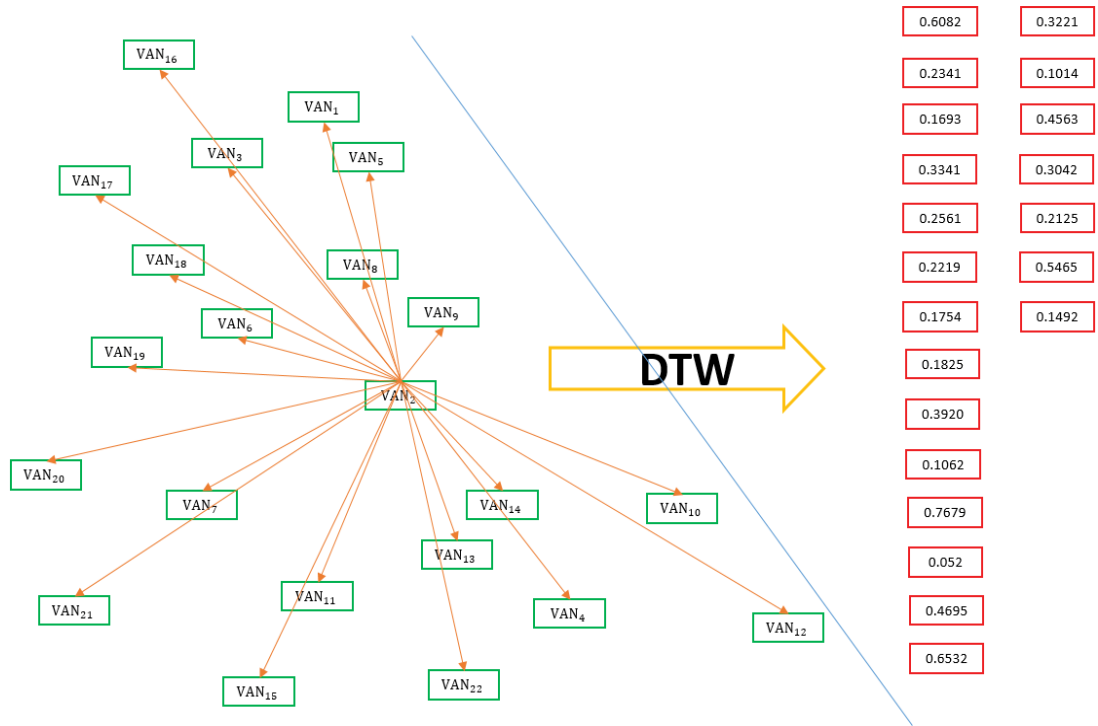 VAN₁₆
VAN₁
VAN₃
VAN₅
VAN₁₇
VAN₁₈
VAN₈
VAN₉
VAN₆
VAN₁₉
VAN₂
VAN₂₀
VAN₇
VAN₁₄
VAN₁₀
VAN₁₃
VAN₁₁
VAN₂₁
VAN₄
VAN₁₂
VAN₁₅
VAN₂₂
DTW
0.6082 0.3221
0.2341 0.1014
0.1693 0.4563
0.3341 0.3042
0.2561 0.2125
0.2219 0.5465
0.1754 0.1492
0.1825
0.3920
0.1062
0.7679
0.052
0.4695
0.6532